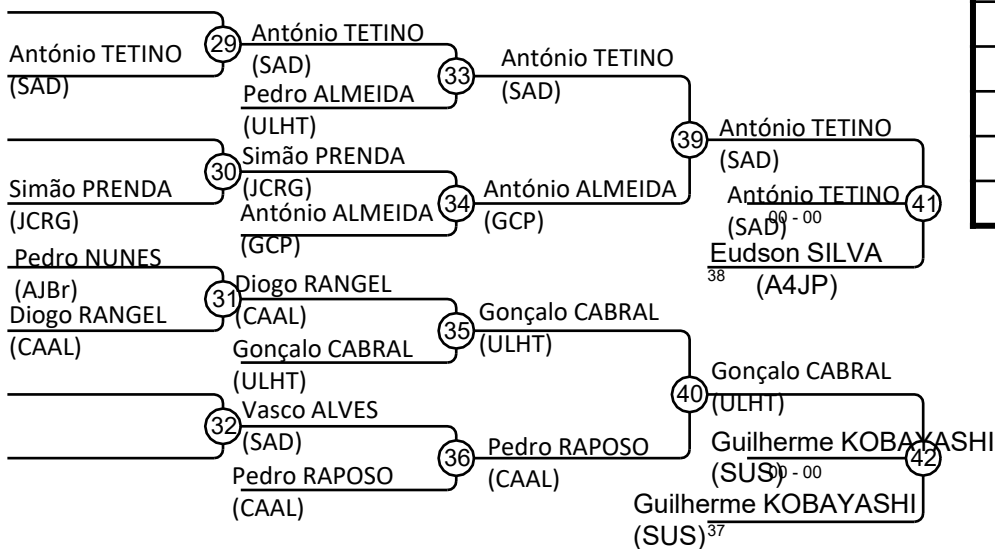 António TETINO
(SAD)
29
António TETINO
(SAD)
Pedro ALMEIDA
(ULHT)
33
António TETINO
(SAD)
Simão PRENDA
(JCRG)
30
Simão PRENDA
(JCRG)
António ALMEIDA
(GCP)
34
António ALMEIDA
(GCP)
39
António TETINO
(SAD)
António TETINO
(SAD)
00 - 00
41
Eudson SILVA
38
(A4JP)
Pedro NUNES
(AJBr)
Diogo RANGEL
(CAAL)
31
Diogo RANGEL
(CAAL)
Gonçalo CABRAL
(ULHT)
35
Gonçalo CABRAL
(ULHT)
32
Vasco ALVES
(SAD)
Pedro RAPOSO
(CAAL)
36
Pedro RAPOSO
(CAAL)
40
Gonçalo CABRAL
(ULHT)
Guilherme KOBAYASHI
(SUS)
00 - 00
42
Guilherme KOBAYASHI
(SUS)
37